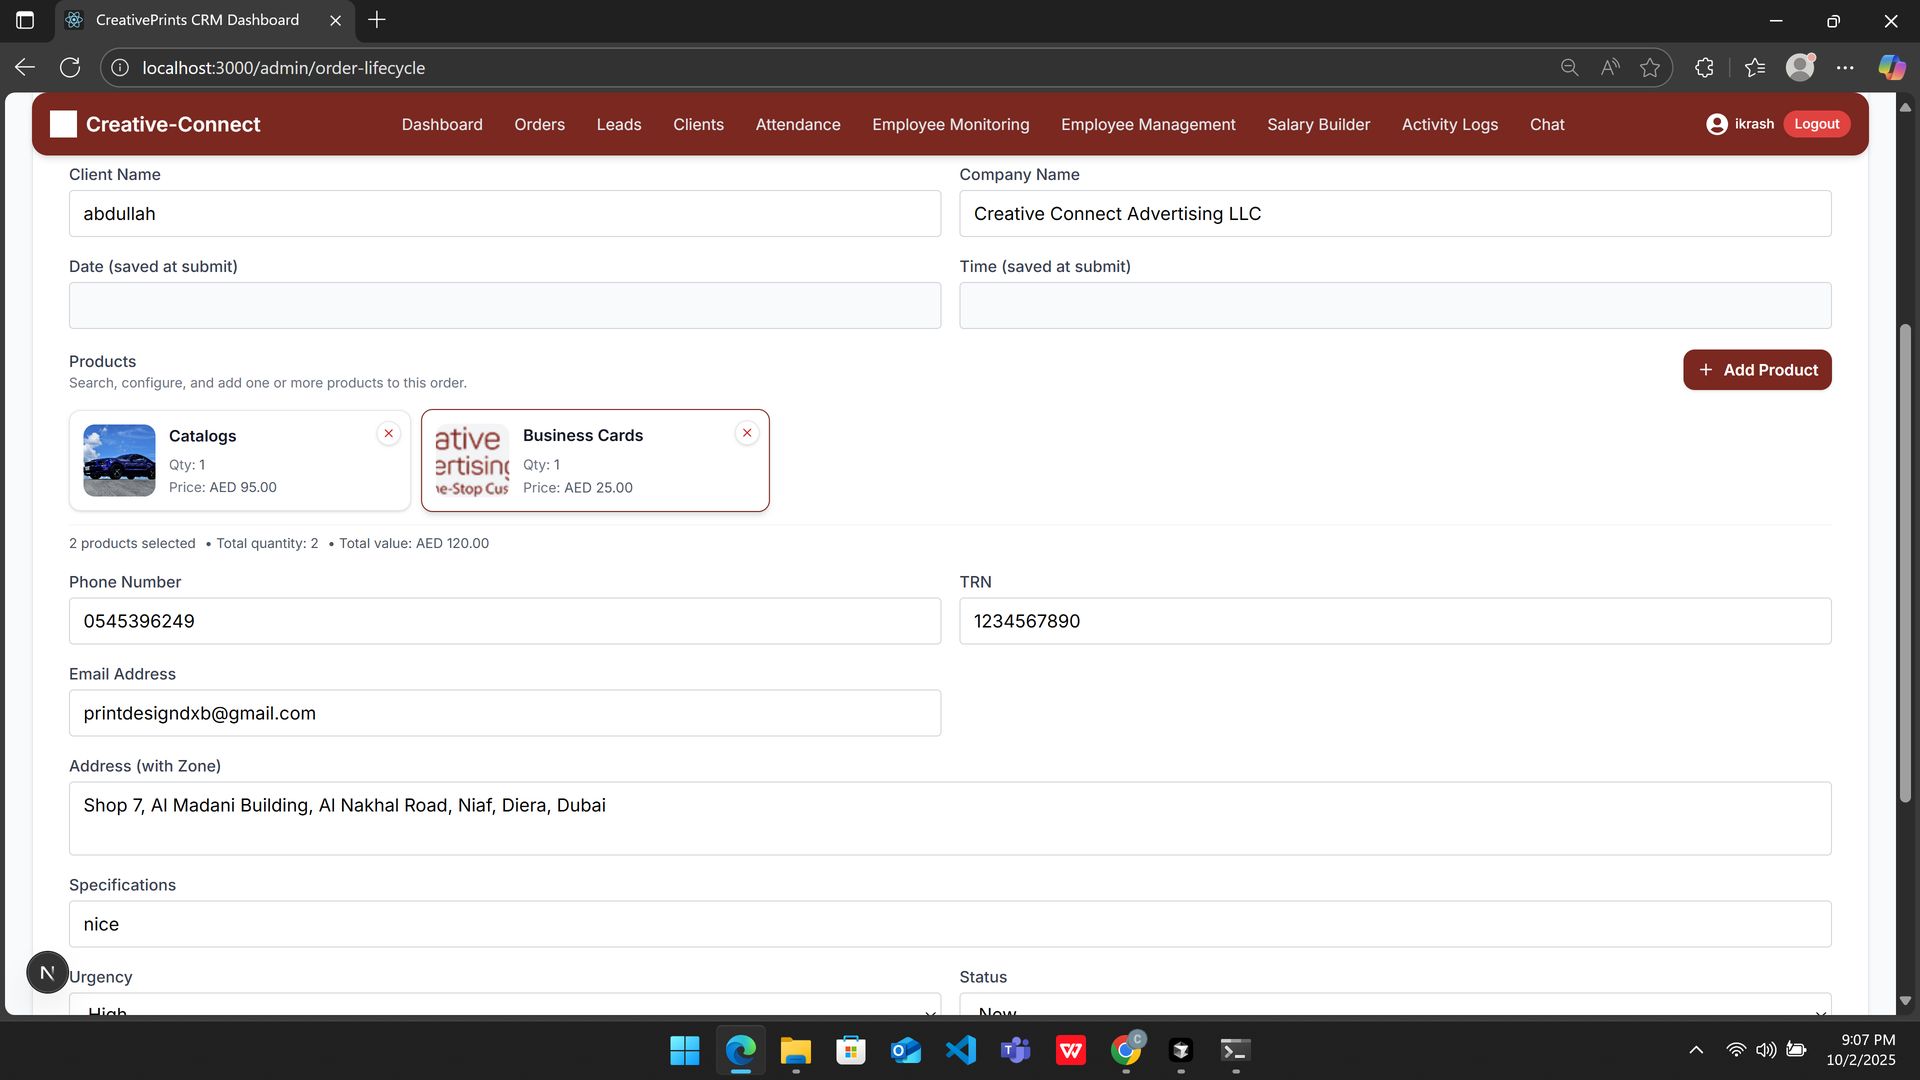 CreativePrints CRM Dashboard
localhost:3000/admin/order-lifecycle
Creative-Connect
Dashboard
Orders
Leads
Clients
Attendance
Employee Monitoring
Employee Management
Salary Builder
Activity Logs
Chat
ikrash
Logout
Client Name
abdullah
Company Name
Creative Connect Advertising LLC
Date (saved at submit)
Time (saved at submit)
Products
Search, configure, and add one or more products to this order.
+ Add Product
Catalogs
Qty: 1
Price: AED 95.00
ative
ertising
ne-Stop Cus
Business Cards
Qty: 1
Price: AED 25.00
2 products selected • Total quantity: 2 • Total value: AED 120.00
Phone Number
0545396249
TRN
1234567890
Email Address
printdesigndxb@gmail.com
Address (with Zone)
Shop 7, Al Madani Building, Al Nakhal Road, Niaf, Diera, Dubai
Specifications
nice
N
Urgency
High
Status
New
C
9:07 PM
10/2/2025